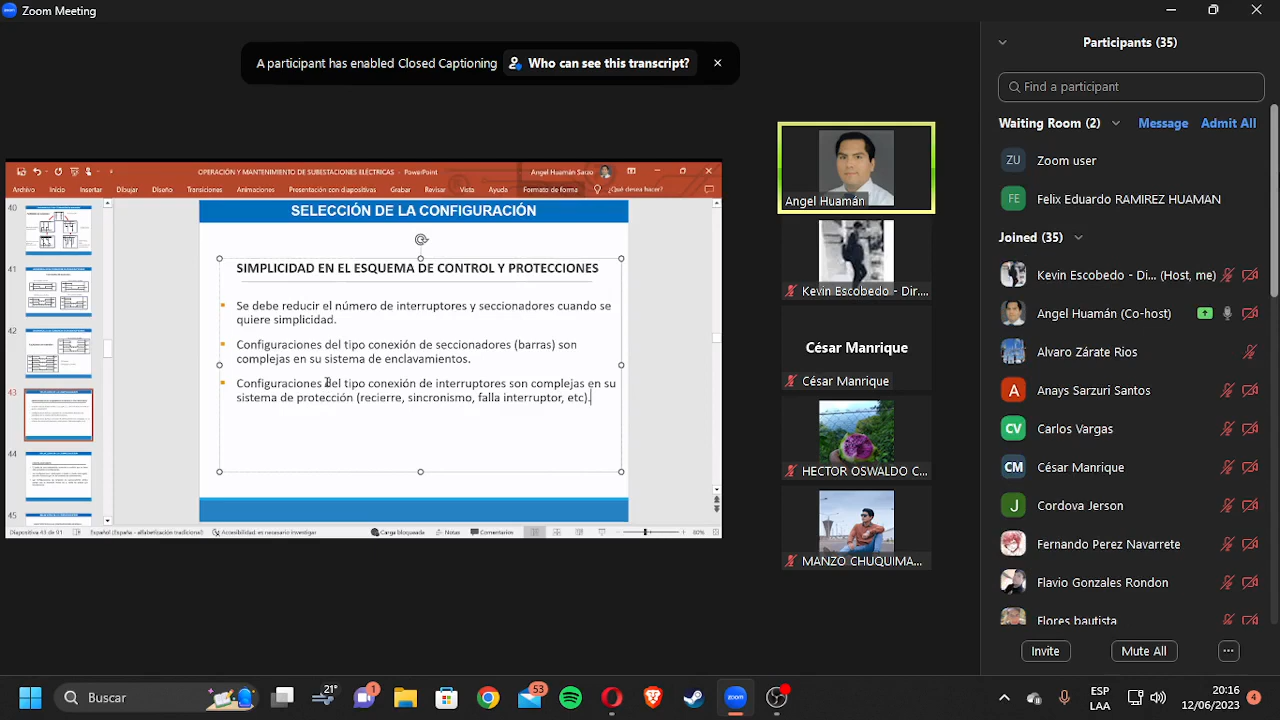 Zoom Meeting
A participant has enabled Closed Captioning
Who can see this transcript?
Participants (35)
Find a participant
Waiting Room (2)
Message
Admit All
ZU
Zoom user
FE
Felix Eduardo RAMIREZ HUAMAN
Joined (35)
Kevin Escobedo - Di... (Host, me)
Angel Huamán (Co-host)
A
CV
Carlos Vargas
CM
César Manrique
J
Condova Jerson
Fernando Perez Navarrete
Flavio Gonzales Rondon
Flores bautista
Invite
Mute All
Angel Huamán
Kevin Escobedo - Dir....
César Manrique
César Manrique
HECTOR OSWALDO C...
MANZO CHUQUIMA...
OPERACIÓN Y MANTENIMIENTO DE SUBESTACIONES ELÉCTRICAS - PowerPoint
Angel Huamán Sacio
Archivo
Inicio
Insertar
Dibujar
Diseño
Transiciones
Animaciones
Presentación con diapositivas
Grabar
Revisar
Vista
Ayuda
Formato de forma
¿Qué desea hacer?
40
41
42
43
44
45
SELECCIÓN DE LA CONFIGURACIÓN
SIMPLICIDAD EN EL ESQUEMA DE CONTROL Y PROTECCIONES
Se debe reducir el número de interruptores y seccionadores cuando se
quiere simplicidad.
Configuraciones del tipo conexión de seccionadores (barras) son
complejas en su sistema de enclavamientos.
Configuraciones del tipo conexión de interruptores son complejas en su
sistema de protección (recierre, sincronismo, falla interruptor, etc).
Diapositiva 43 de 91
Español (España - alfabetización tradicional)
Accesibilidad: es necesario investigar
Carga bloqueada
Notas
Comentarios
80%
Buscar
21°
1
53
zoom
ESP
LAA
20:16
12/06/2023
4